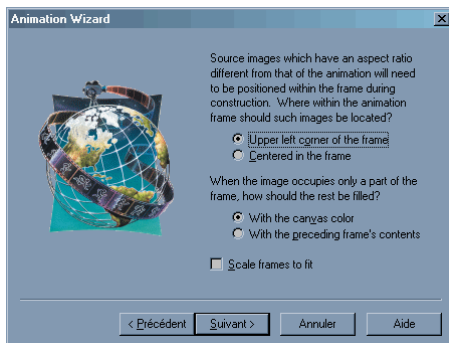 Animation Wizard
Source images which have an aspect ratio
different from that of the animation will need
to be positioned within the frame during
construction. Where within the animation
frame should such images be located?
Upper left corner of the frame
Centered in the frame
When the image occupies only a part of the
frame, how should the rest be filled?
With the canvas color
With the preceding frame's contents
Scale frames to fit
< Précédent
Suivant >
Annuler
Aide